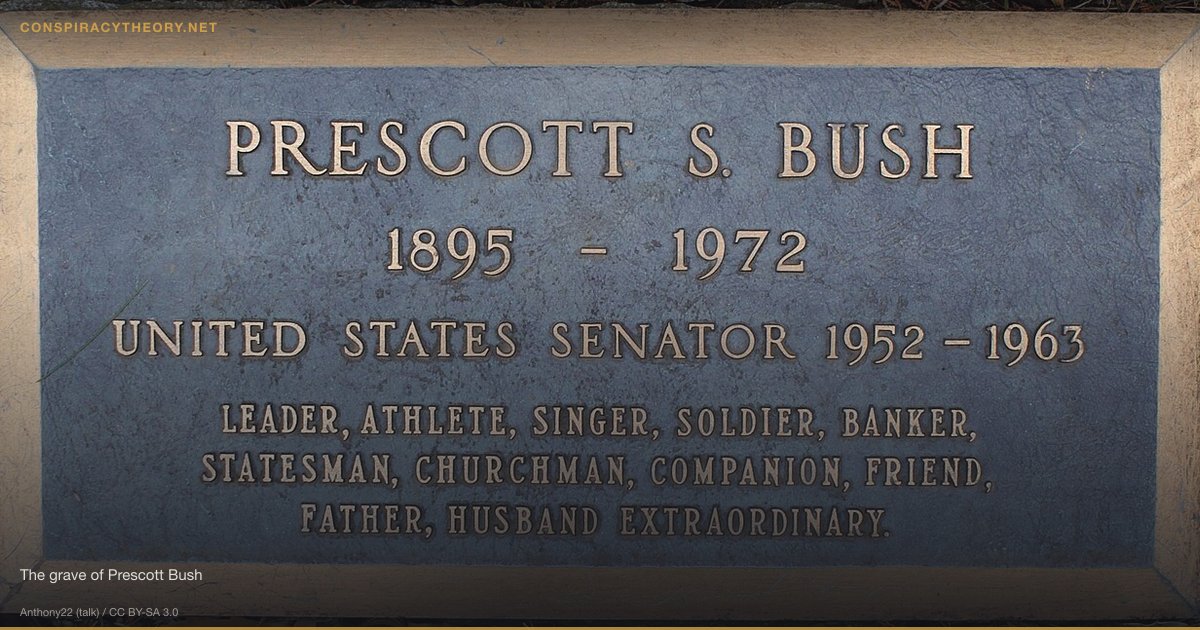 CONSPIRACYTHEORY.NET
PRESCOTT S. BUSH
1895 – 1972
UNITED STATES SENATOR 1952 – 1963
LEADER, ATHLETE, SINGER, SOLDIER, BANKER,
STATESMAN, CHURCHMAN, COMPANION, FRIEND,
FATHER, HUSBAND EXTRAORDINARY.
The grave of Prescott Bush
Anthony22 (talk) / CC BY-SA 3.0